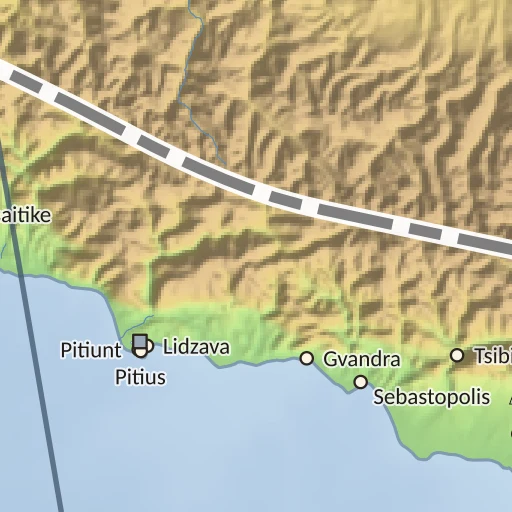 aitike
Pitiunt
Lidzava
Pitius
Gvandra
Tsibi
Sebastopolis